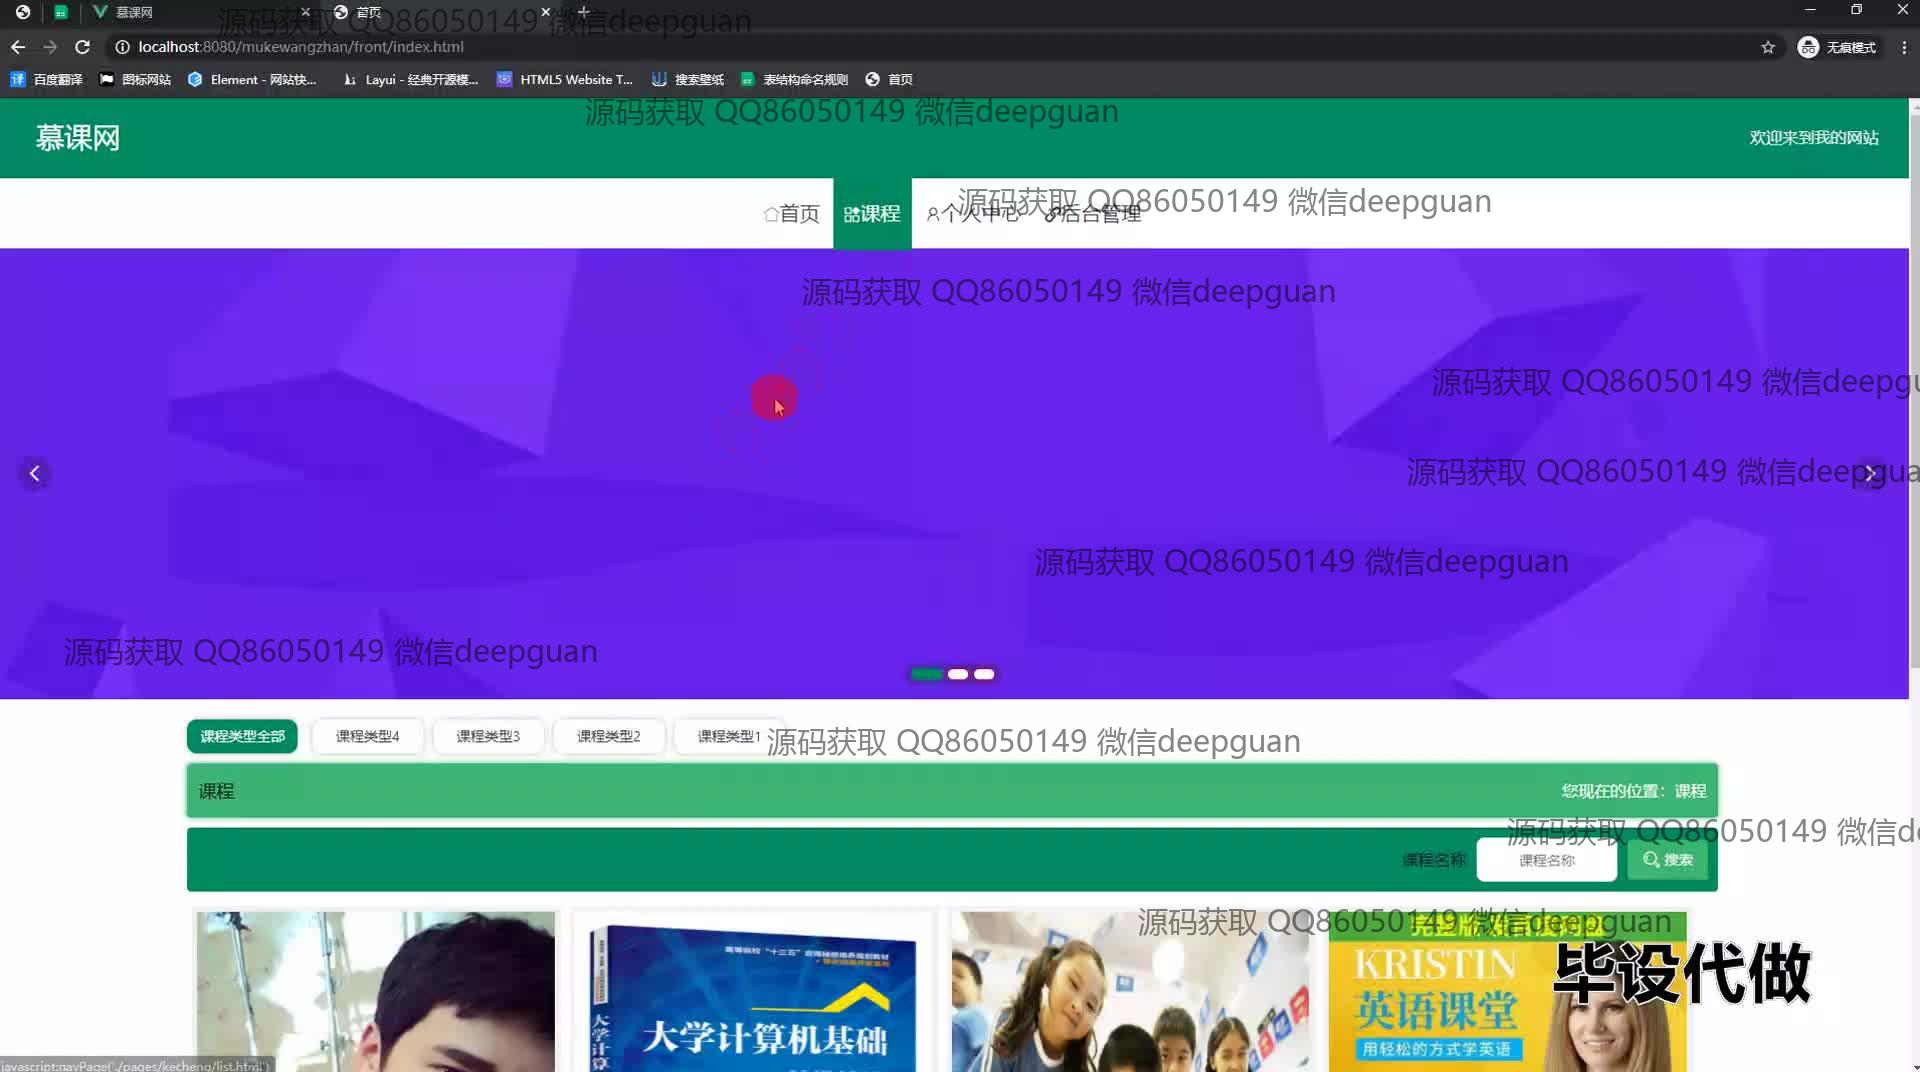 慕课网
首页
源码获取 QQ86050149 微信deepguan
localhost:8080/mukewangzhan/front/index.html
无痕模式
百度翻译
图标网站
Element - 网站快...
Layui - 经典开源模...
HTML5 Website T...
搜索壁纸
表结构命名规则
首页
源码获取 QQ86050149 微信deepguan
慕课网
欢迎来到我的网站
源码获取 QQ86050149 微信deepguan
首页
课程
个人中心
后台管理
源码获取 QQ86050149 微信deepguan
源码获取 QQ86050149 微信deepgu
源码获取 QQ86050149 微信deepgua
源码获取 QQ86050149 微信deepguan
源码获取 QQ86050149 微信deepguan
课程类型全部
课程类型4
课程类型3
课程类型2
课程类型1
源码获取 QQ86050149 微信deepguan
课程
您现在的位置：课程
源码获取 QQ86050149 微信de
课程名称
课程名称
搜索
源码获取 QQ86050149 微信deepguan
KRISTIN
英语课堂
用轻松的方式学英语
毕设代做
大学计算机基础
大学计算
javascript:navPage('./pages/kecheng/list.html')